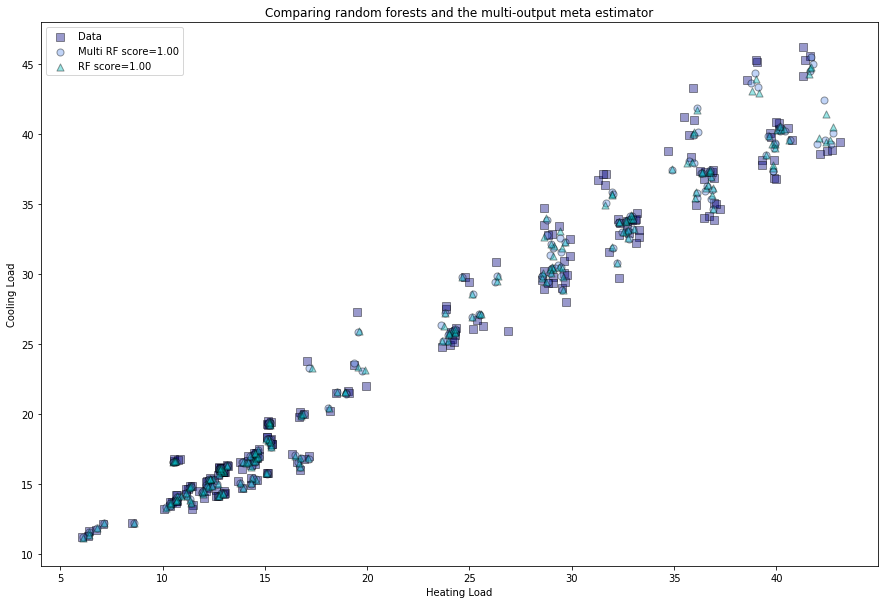 Comparing random forests and the multi-output meta estimator
Data
Multi RF score=1.00
RF score=1.00
Cooling Load
45
40
35
30
25
20
15
10
5
10
15
20
25
30
35
40
Heating Load